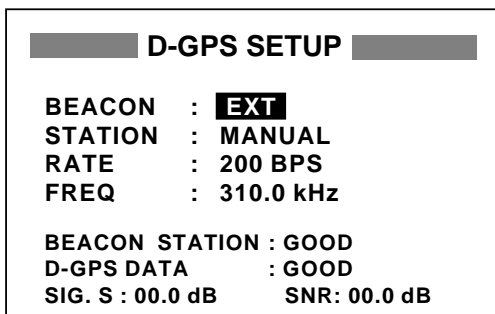 D-GPS SETUP
BEACON : EXT
STATION : MANUAL
RATE : 200 BPS
FREQ : 310.0 kHz
BEACON STATION : GOOD
D-GPS DATA : GOOD
SIG. S : 00.0 dB SNR: 00.0 dB